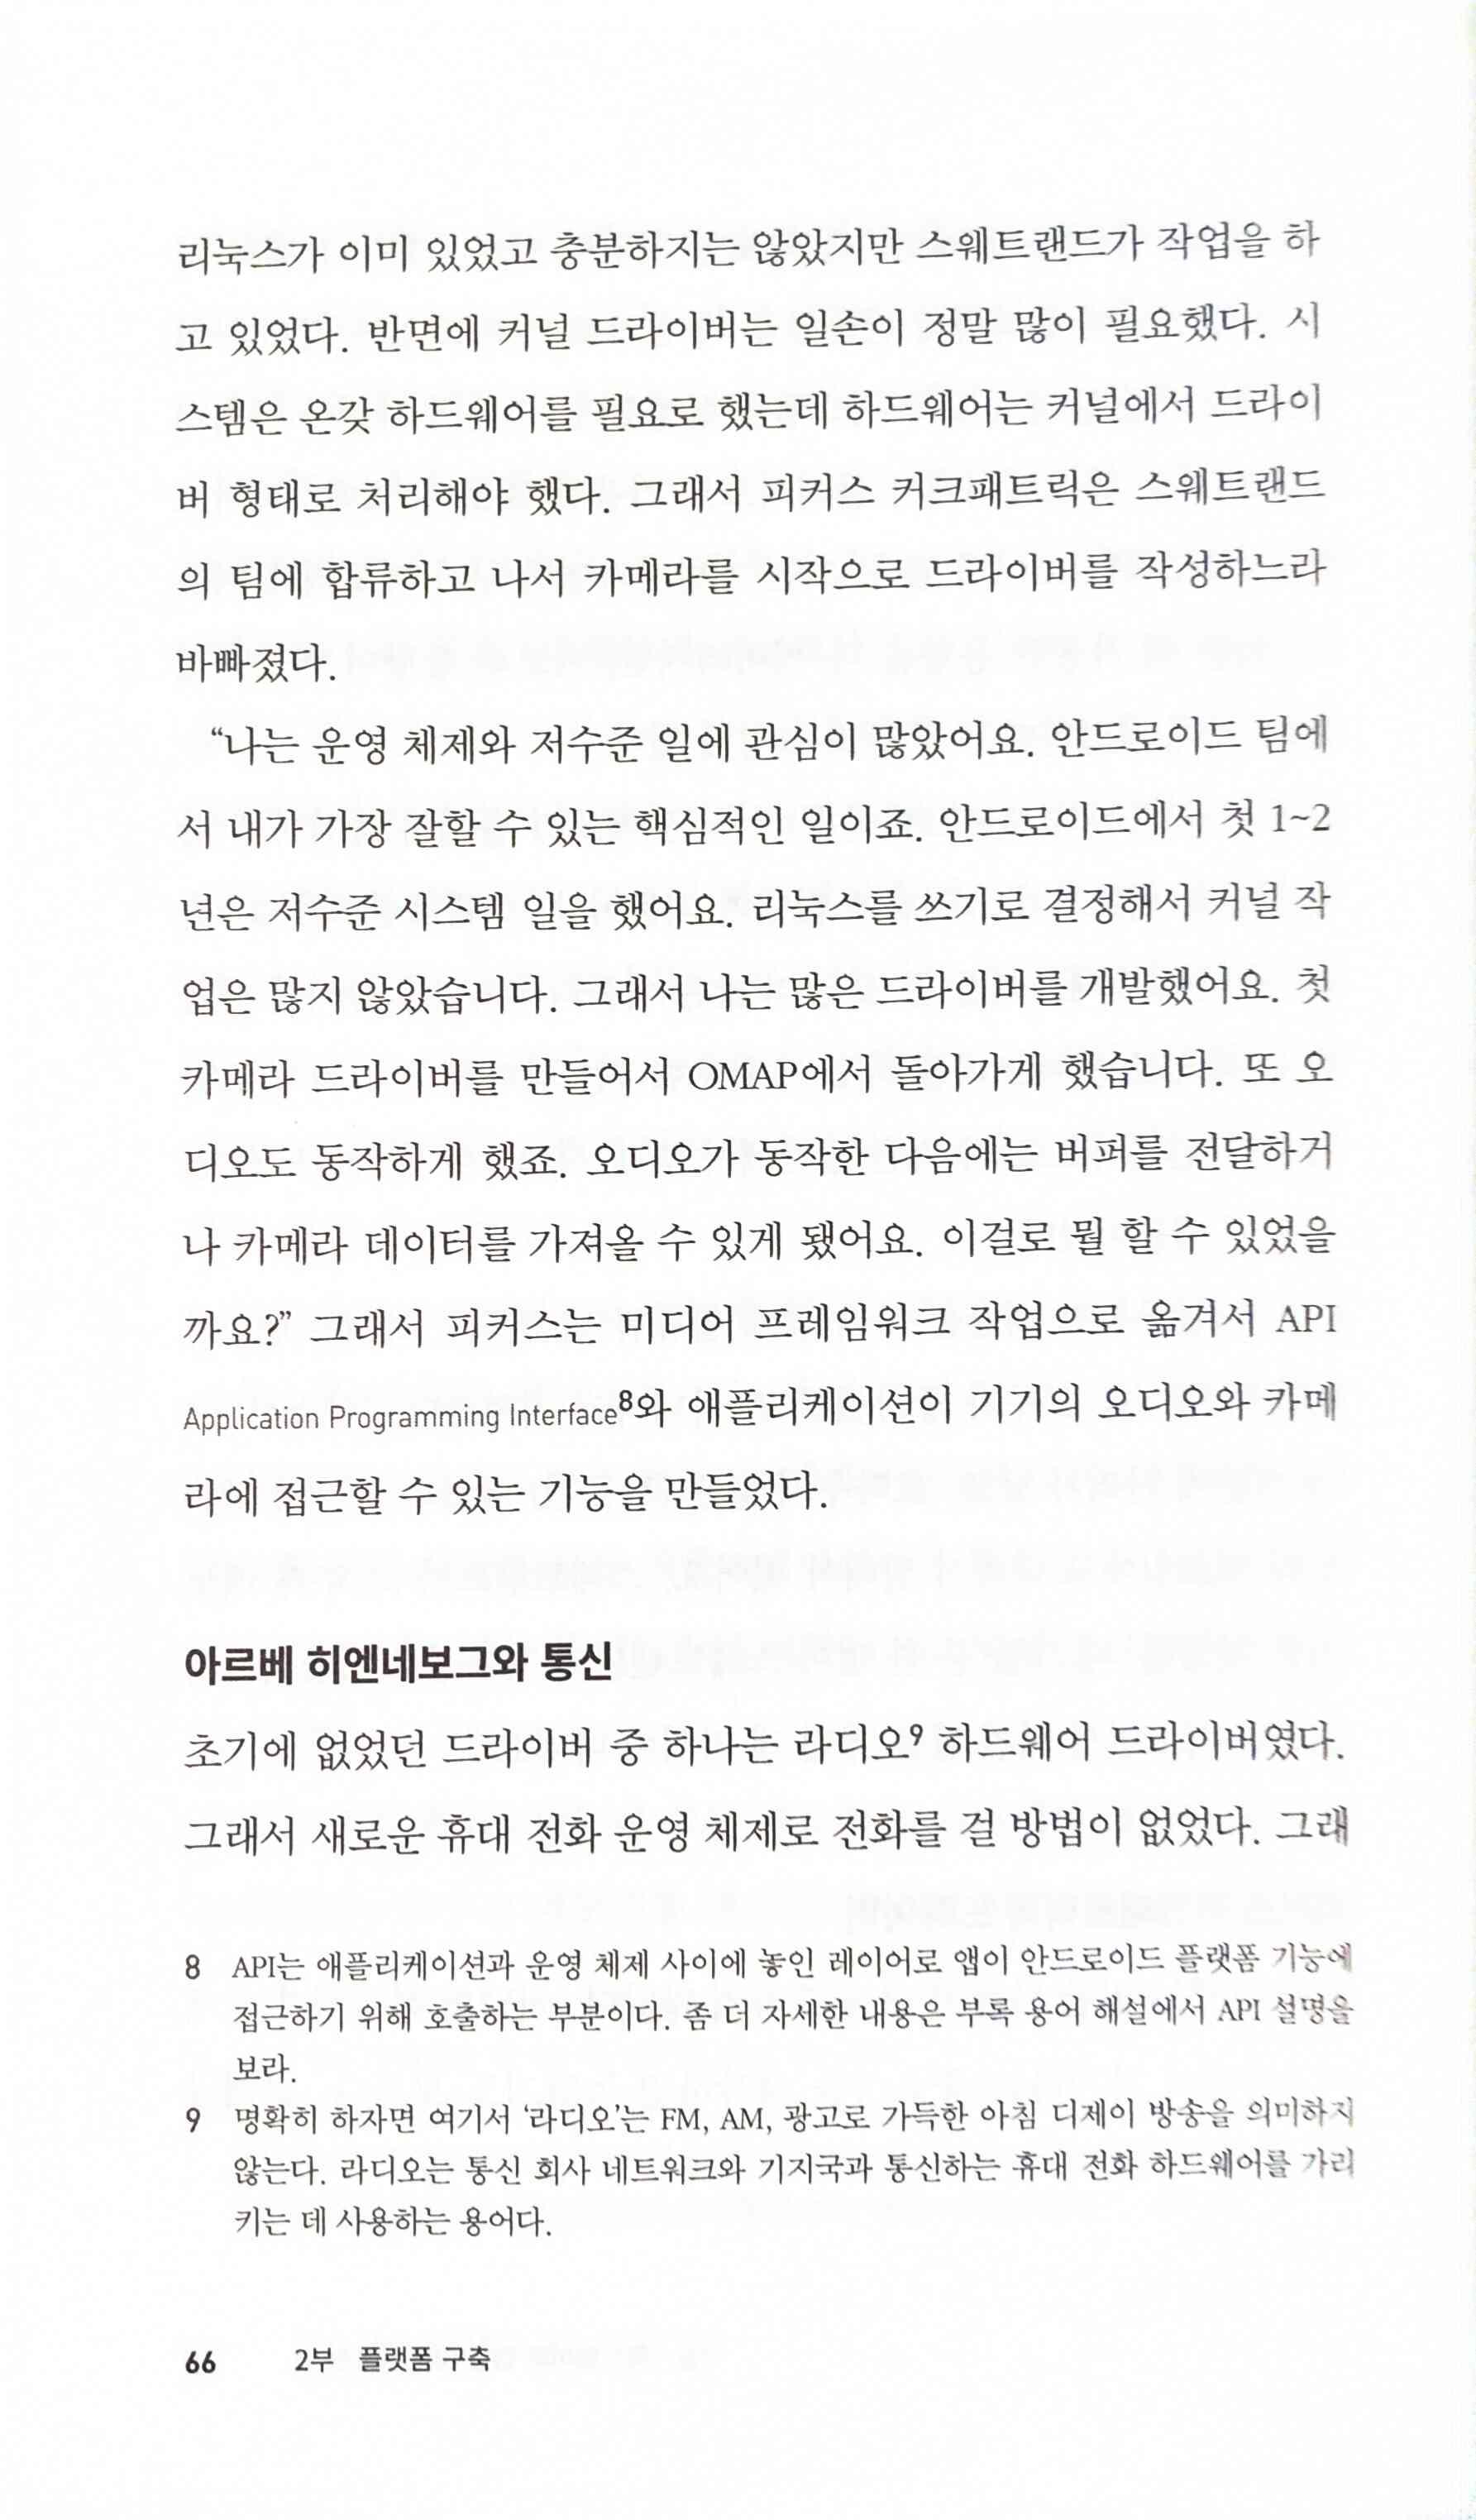 리눅스가 이미 있었고 충분하지는 않았지만 스웨트랜드가 작업을 하
고 있었다. 반면에 커널 드라이버는 일손이 정말 많이 필요했다. 시
스템은 온갖 하드웨어를 필요로 했는데 하드웨어는 커널에서 드라이
버 형태로 처리해야 했다. 그래서 피커스 커크패트릭은 스웨트랜드
의 팀에 합류하고 나서 카메라를 시작으로 드라이버를 작성하느라
바빠졌다.
“나는 운영 체제와 저수준 일에 관심이 많았어요. 안드로이드 팀에
서 내가 가장 잘할 수 있는 핵심적인 일이죠. 안드로이드에서 첫 1~2
년은 저수준 시스템 일을 했어요. 리눅스를 쓰기로 결정해서 커널 작
업은 많지 않았습니다. 그래서 나는 많은 드라이버를 개발했어요. 첫
카메라 드라이버를 만들어서 OMAP에서 돌아가게 했습니다. 또 오
디오도 동작하게 했죠. 오디오가 동작한 다음에는 버퍼를 전달하거
나 카메라 데이터를 가져올 수 있게 됐어요. 이걸로 뭘 할 수 있었을
까요?” 그래서 피커스는 미디어 프레임워크 작업으로 옮겨서 API
Application Programming Interface8와 애플리케이션이 기기의 오디오와 카메
라에 접근할 수 있는 기능을 만들었다.
아르베 히엔네보그와 통신
초기에 없었던 드라이버 중 하나는 라디오9 하드웨어 드라이버였다.
그래서 새로운 휴대 전화 운영 체제로 전화를 걸 방법이 없었다. 그래
8 API는 애플리케이션과 운영 체제 사이에 놓인 레이어로 앱이 안드로이드 플랫폼 기능에
접근하기 위해 호출하는 부분이다. 좀 더 자세한 내용은 부록 용어 해설에서 API 설명을
보라.
9 명확히 하자면 여기서 ‘라디오’는 FM, AM, 광고로 가득한 아침 디제이 방송을 의미하지
않는다. 라디오는 통신 회사 네트워크와 기지국과 통신하는 휴대 전화 하드웨어를 가리
키는 데 사용하는 용어다.
66 2부 플랫폼 구축